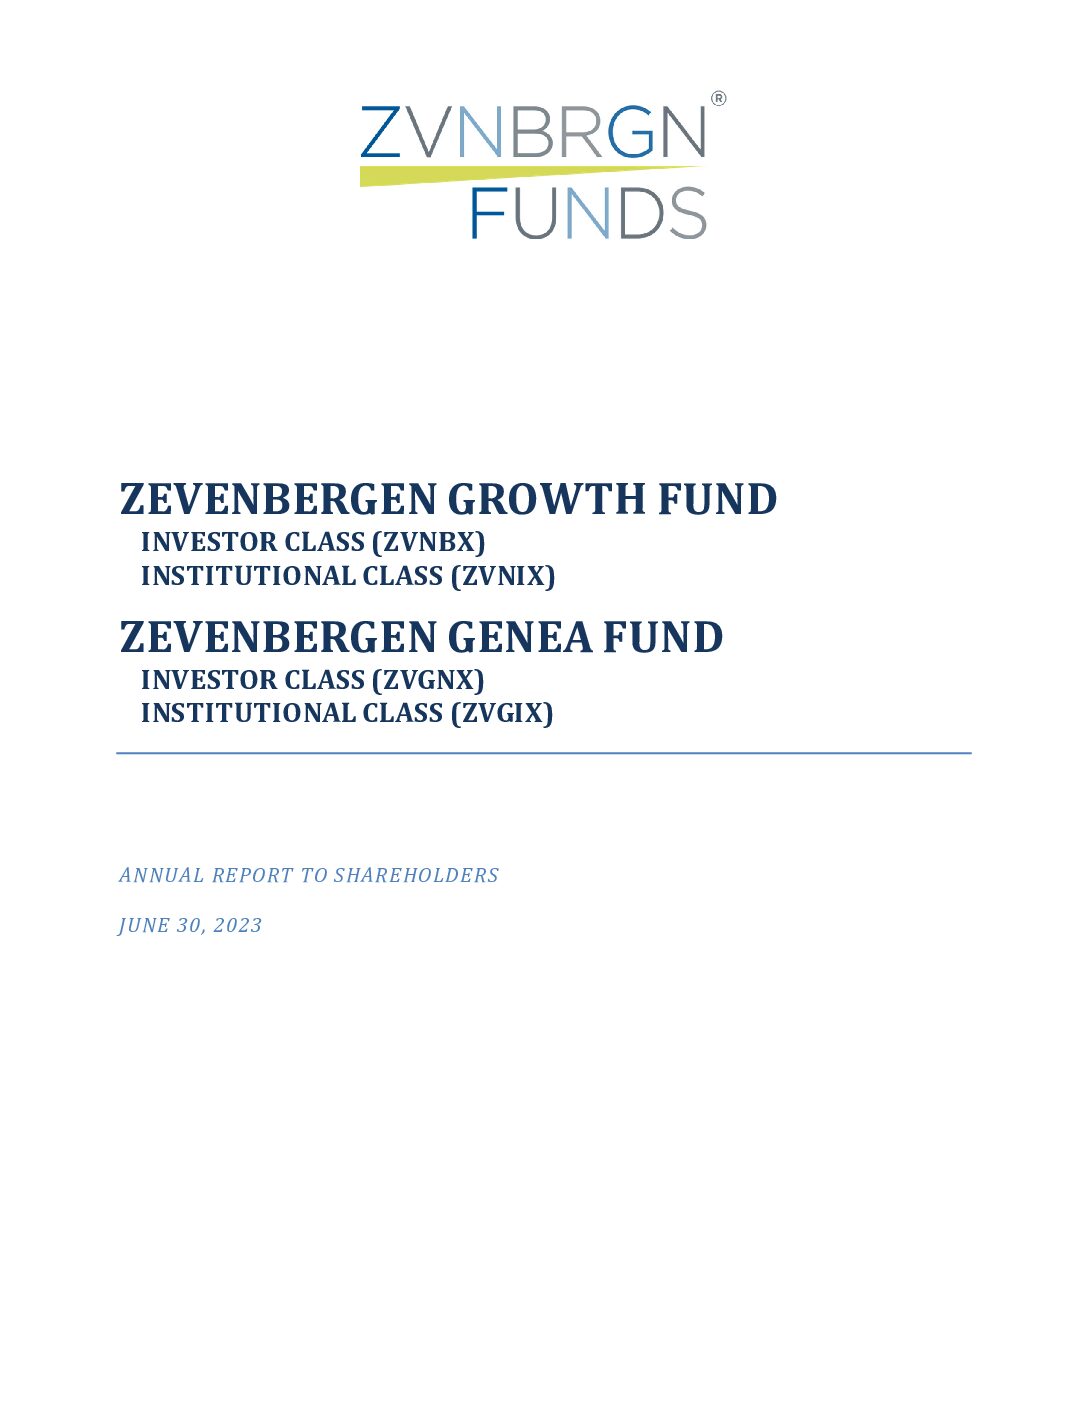 ZVNBRGN®
FUNDS
ZEVENBERGEN GROWTH FUND
INVESTOR CLASS (ZVNBX)
INSTITUTIONAL CLASS (ZVNIX)
ZEVENBERGEN GENEA FUND
INVESTOR CLASS (ZVGNX)
INSTITUTIONAL CLASS (ZVGIX)
ANNUAL REPORT TO SHAREHOLDERS
JUNE 30, 2023